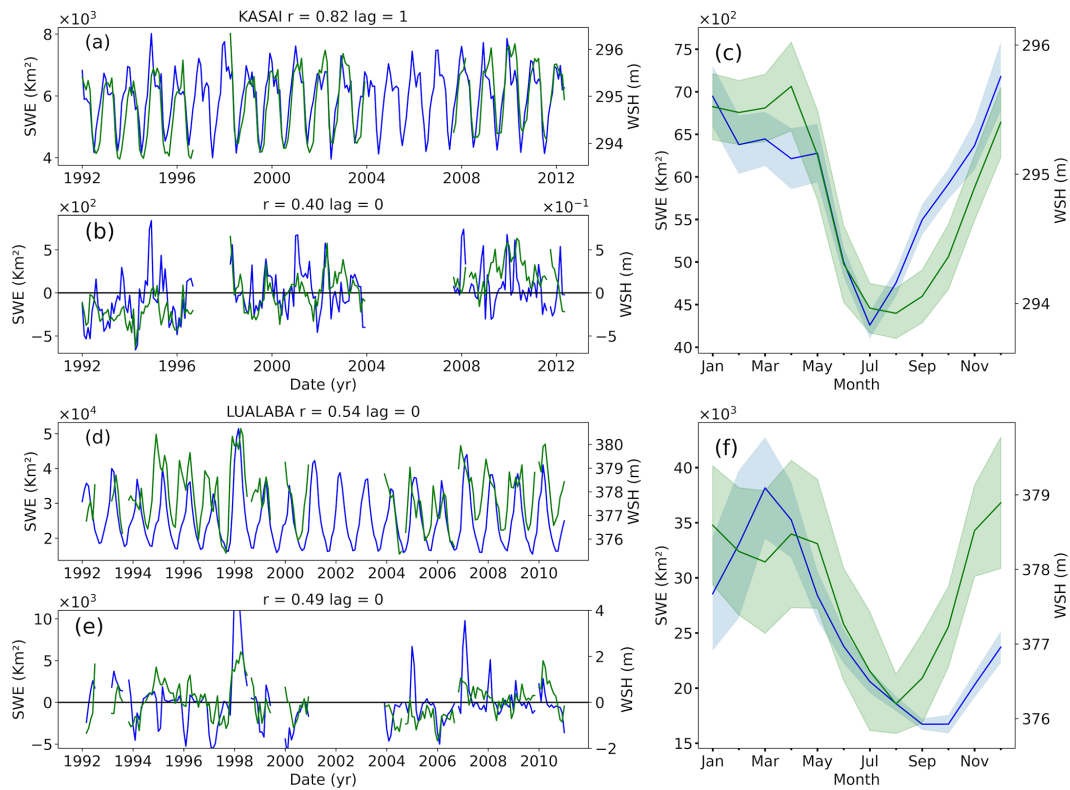 KASAI r = 0.82 lag = 1
×10³
(a)
8
6
4
SWE (Km²)
296
295
294
WSH (m)
1992 1996 2000 2004 2008 2012
r = 0.40 lag = 0
×10² ×10⁻¹
(b)
5
0
−5
SWE (Km²)
5
0
−5
WSH (m)
1992 1996 2000 2004 2008 2012
Date (yr)
×10²
(c)
75
70
65
60
55
50
45
40
SWE (Km²)
296
295
294
WSH (m)
Jan Mar May Jul Sep Nov
Month
LUALABA r = 0.54 lag = 0
×10⁴
(d)
5
4
3
2
SWE (Km²)
380
379
378
377
376
WSH (m)
1992 1994 1996 1998 2000 2002 2004 2006 2008 2010
r = 0.49 lag = 0
×10³
(e)
10
5
0
−5
SWE (Km²)
4
2
0
−2
WSH (m)
1992 1994 1996 1998 2000 2002 2004 2006 2008 2010
Date (yr)
×10³
(f)
40
35
30
25
20
15
SWE (Km²)
379
378
377
376
WSH (m)
Jan Mar May Jul Sep Nov
Month